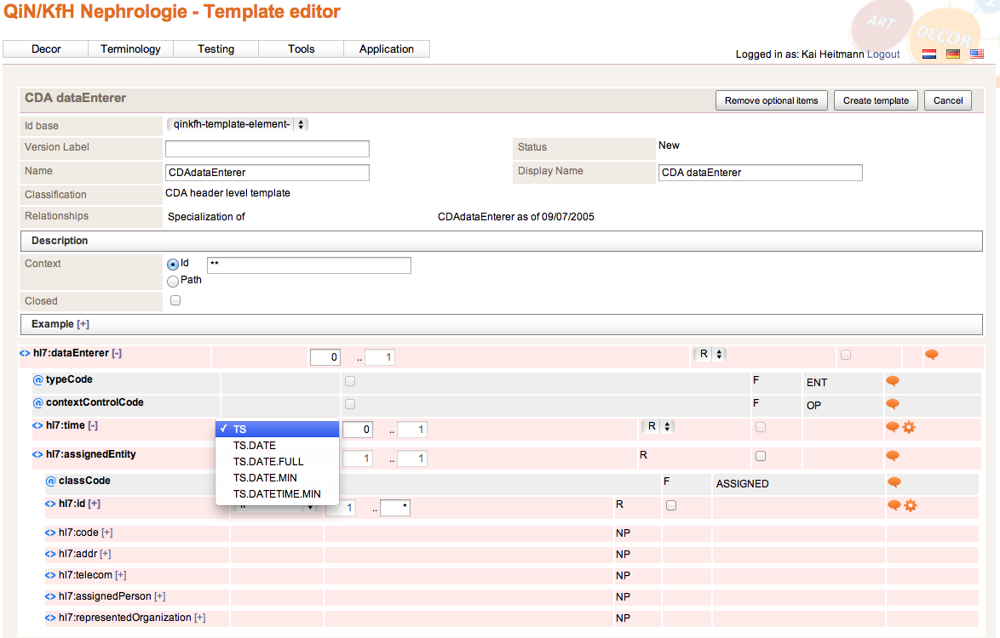 QiN/KfH Nephrologie - Template editor
ART
DECOR
Decor Terminology Testing Tools Application
Logged in as: Kai Heitmann Logout
CDA dataEnterer Remove optional items Create template Cancel
Id base qinkfh-template-element-
Version Label Status New
Name CDAdataEnterer Display Name CDA dataEnterer
Classification CDA header level template
Relationships Specialization of CDAdataEnterer as of 09/07/2005
Description
Context Id **
Path
Closed
Example [+]
<> hl7:dataEnterer [-] 0 .. 1 R
@ typeCode F ENT
@ contextControlCode F OP
<> hl7:time [-] ✓ TS 0 .. 1 R
TS.DATE
<> hl7:assignedEntity TS.DATE.FULL 1 .. 1 R
TS.DATE.MIN
@ classCode TS.DATETIME.MIN F ASSIGNED
<> hl7:id [+] 1 .. * R
<> hl7:code [+] NP
<> hl7:addr [+] NP
<> hl7:telecom [+] NP
<> hl7:assignedPerson [+] NP
<> hl7:representedOrganization [+] NP